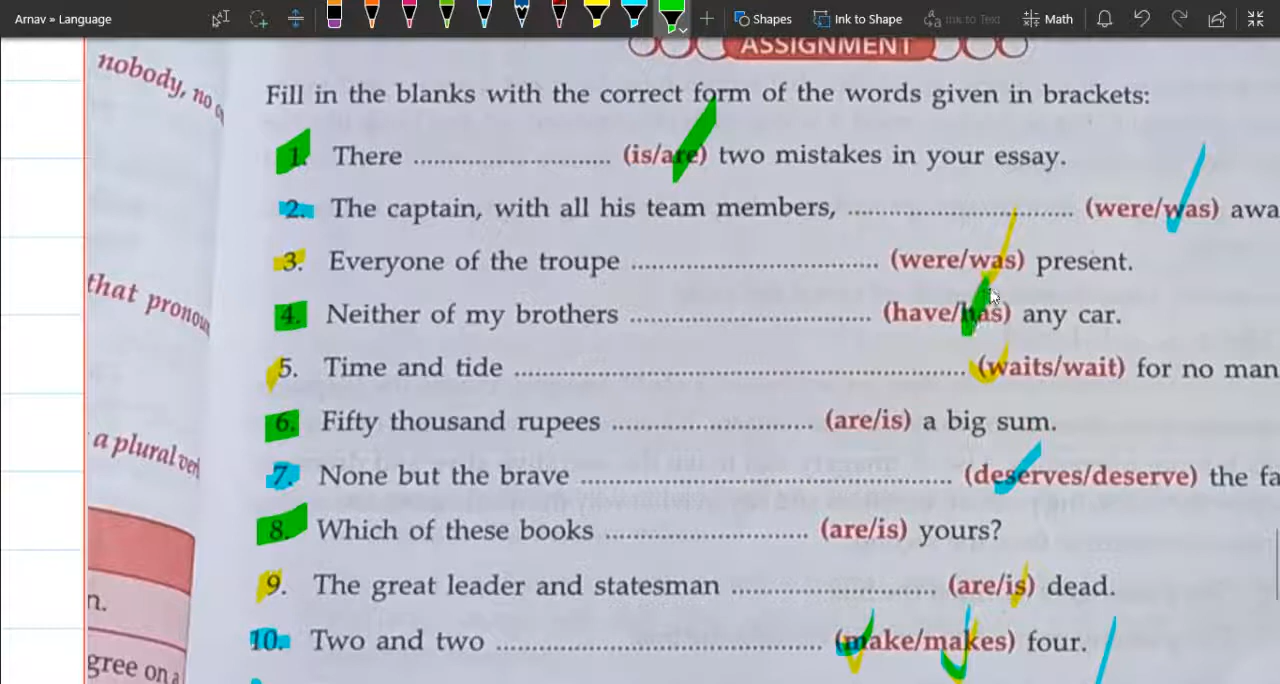 Arnav » Language
Shapes
Ink to Shape
Ink to Text
Math
ASSIGNMENT
nobody, no o
Fill in the blanks with the correct form of the words given in brackets:
1. There ............................ (is/are) two mistakes in your essay.
2. The captain, with all his team members, ................................ (were/was) awa
3. Everyone of the troupe ................................... (were/was) present.
that pronoun
4. Neither of my brothers .................................. (have/has) any car.
5. Time and tide ................................................................ (waits/wait) for no man
6. Fifty thousand rupees ............................. (are/is) a big sum.
a plural ver
7. None but the brave .................................................... (deserves/deserve) the fa
8. Which of these books ............................. (are/is) yours?
9. The great leader and statesman ............................. (are/is) dead.
n.
10. Two and two ............................................... (make/makes) four.
gree on a